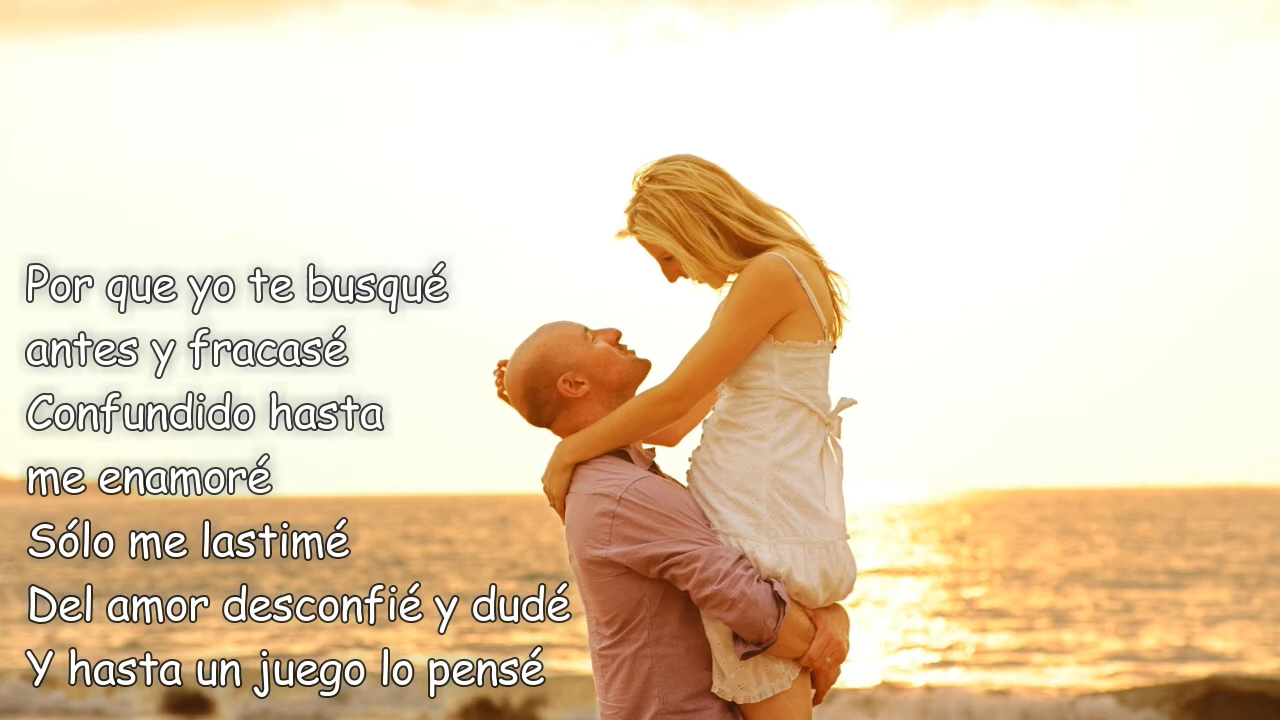 Por que yo te busqué
antes y fracasé
Confundido hasta
me enamoré
Sólo me lastimé
Del amor desconfié y dudé
Y hasta un juego lo pensé